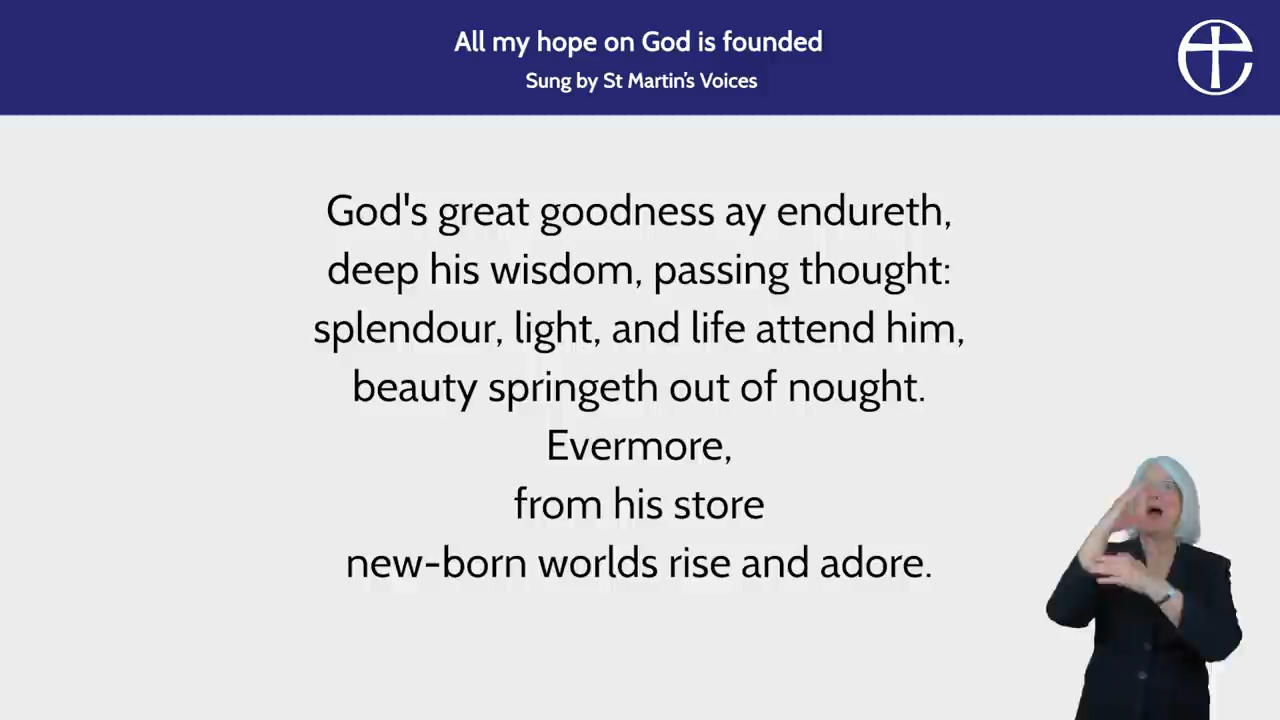 All my hope on God is founded
Sung by St Martin's Voices
God's great goodness ay endureth,
deep his wisdom, passing thought:
splendour, light, and life attend him,
beauty springeth out of nought.
Evermore,
from his store
new-born worlds rise and adore.